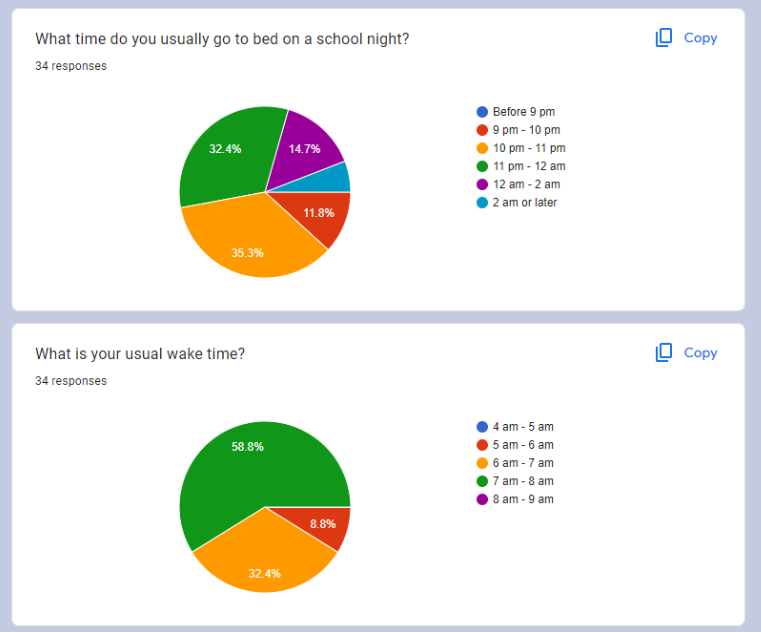 What time do you usually go to bed on a school night?
Copy
34 responses
32.4%
14.7%
11.8%
35.3%
Before 9 pm
9 pm - 10 pm
10 pm - 11 pm
11 pm - 12 am
12 am - 2 am
2 am or later
What is your usual wake time?
Copy
34 responses
58.8%
8.8%
32.4%
4 am - 5 am
5 am - 6 am
6 am - 7 am
7 am - 8 am
8 am - 9 am